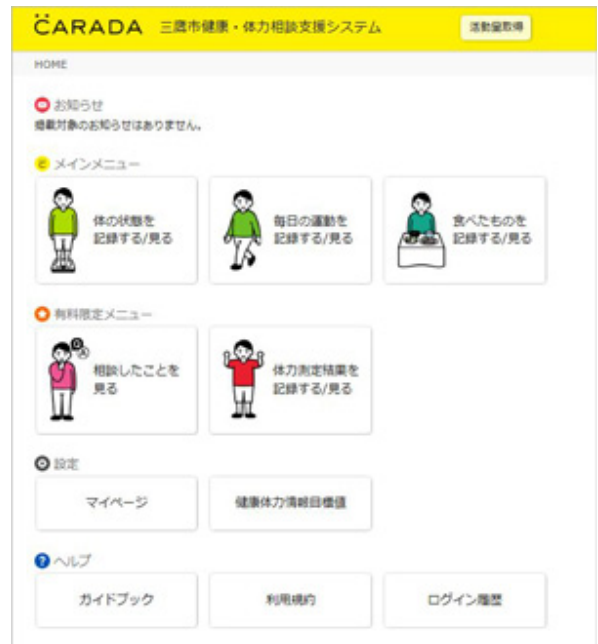 CARADA 三鷹市健康・体力相談支援システム 活動量取得
HOME
お知らせ
掲載対象のお知らせはありません。
メインメニュー
体の状態を
記録する/見る
毎日の運動を
記録する/見る
食べたものを
記録する/見る
有料限定メニュー
Q
A
相談したことを
見る
体力測定結果を
記録する/見る
設定
マイページ
健康体力情報目標値
ヘルプ
ガイドブック
利用規約
ログイン履歴